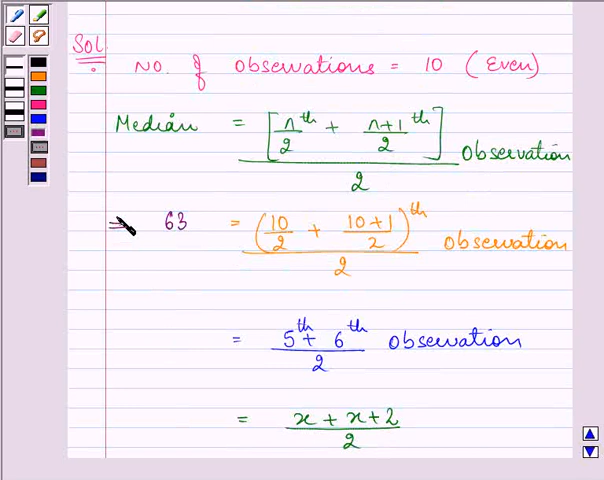 Sol:
No. of observations = 10 (Even)
Median = [n/2 th + n+1/2 th] / 2 Observation
⇒ 63 = (10/2 + 10+1/2)th / 2 observation
= 5th + 6th / 2 observation
= x + x + 2 / 2